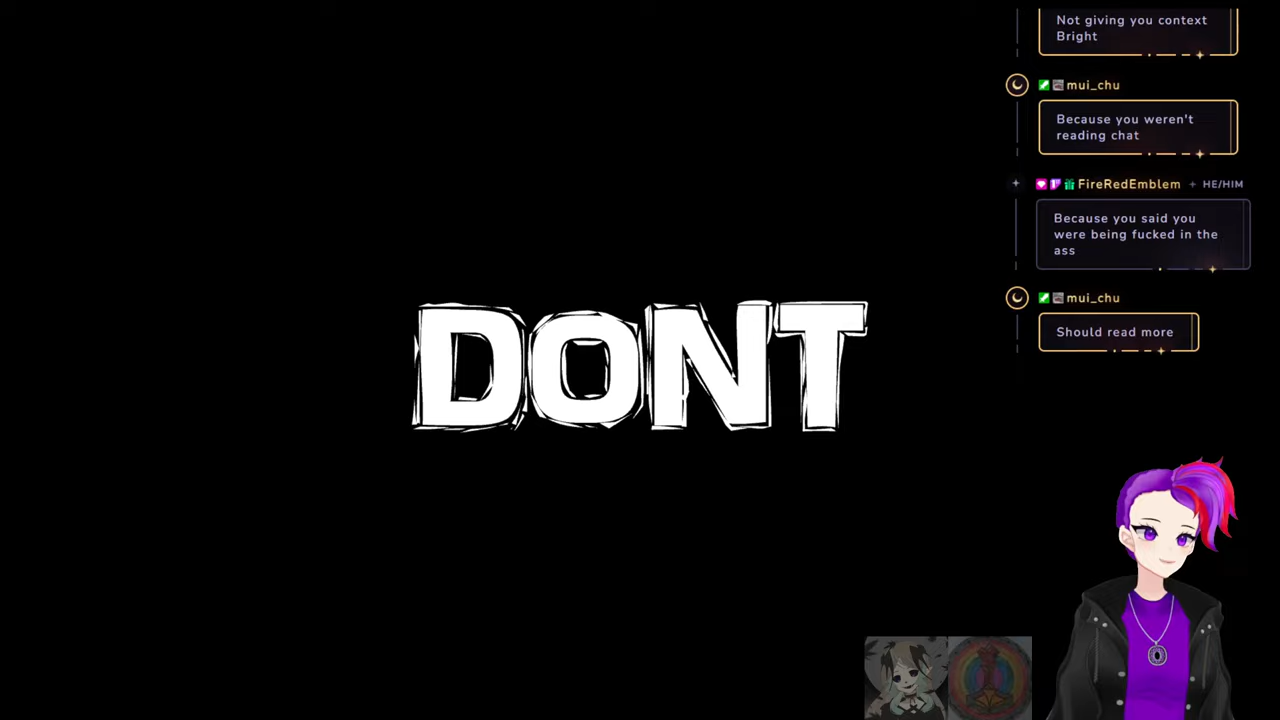 Not giving you context
Bright
mui_chu
Because you weren't
reading chat
FireRedEmblem + HE/HIM
Because you said you
were being fucked in the
ass
mui_chu
Should read more
DONT